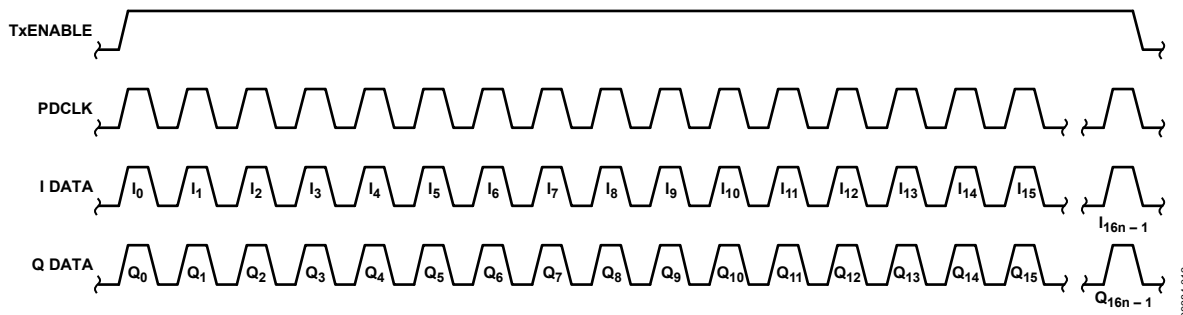 TxENABLE
PDCLK
I DATA
I0 I1 I2 I3 I4 I5 I6 I7 I8 I9 I10 I11 I12 I13 I14 I15
I16n – 1
Q DATA
Q0 Q1 Q2 Q3 Q4 Q5 Q6 Q7 Q8 Q9 Q10 Q11 Q12 Q13 Q14 Q15
Q16n – 1